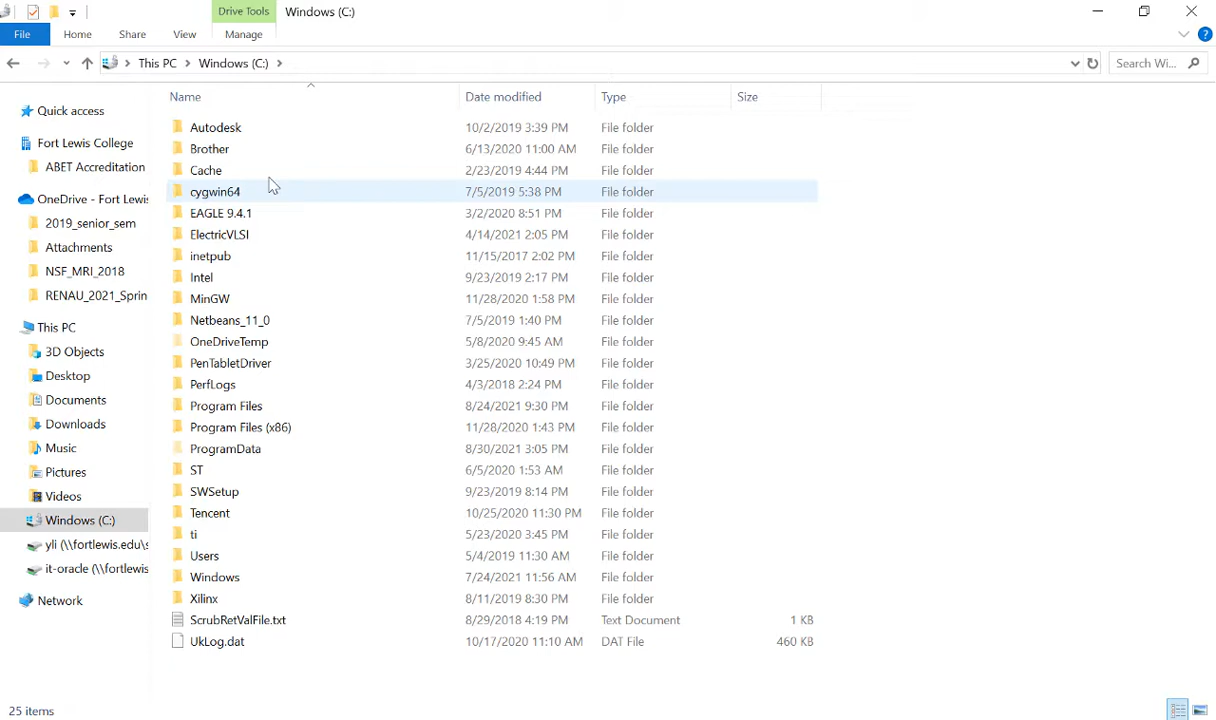 Drive Tools Windows (C:)
File Home Share View Manage
This PC Windows (C:) Search Wi...
Name Date modified Type Size
Quick access
Fort Lewis College
ABET Accreditation
OneDrive - Fort Lewis
2019_senior_sem
Attachments
NSF_MRI_2018
RENAU_2021_Sprin
This PC
3D Objects
Desktop
Documents
Downloads
Music
Pictures
Videos
Windows (C:)
yli (\\fortlewis.edu\s
it-oracle (\\fortlewis
Network
Autodesk 10/2/2019 3:39 PM File folder
Brother 6/13/2020 11:00 AM File folder
Cache 2/23/2019 4:44 PM File folder
cygwin64 7/5/2019 5:38 PM File folder
EAGLE 9.4.1 3/2/2020 8:51 PM File folder
ElectricVLSI 4/14/2021 2:05 PM File folder
inetpub 11/15/2017 2:02 PM File folder
Intel 9/23/2019 2:17 PM File folder
MinGW 11/28/2020 1:58 PM File folder
Netbeans_11_0 7/5/2019 1:40 PM File folder
OneDriveTemp 5/8/2020 9:45 AM File folder
PenTabletDriver 3/25/2020 10:49 PM File folder
PerfLogs 4/3/2018 2:24 PM File folder
Program Files 8/24/2021 9:30 PM File folder
Program Files (x86) 11/28/2020 1:43 PM File folder
ProgramData 8/30/2021 3:05 PM File folder
ST 6/5/2020 1:53 AM File folder
SWSetup 9/23/2019 8:14 PM File folder
Tencent 10/25/2020 11:30 PM File folder
ti 5/23/2020 3:45 PM File folder
Users 5/4/2019 11:30 AM File folder
Windows 7/24/2021 11:56 AM File folder
Xilinx 8/11/2019 8:30 PM File folder
ScrubRetValFile.txt 8/29/2018 4:19 PM Text Document 1 KB
UkLog.dat 10/17/2020 11:10 AM DAT File 460 KB
25 items